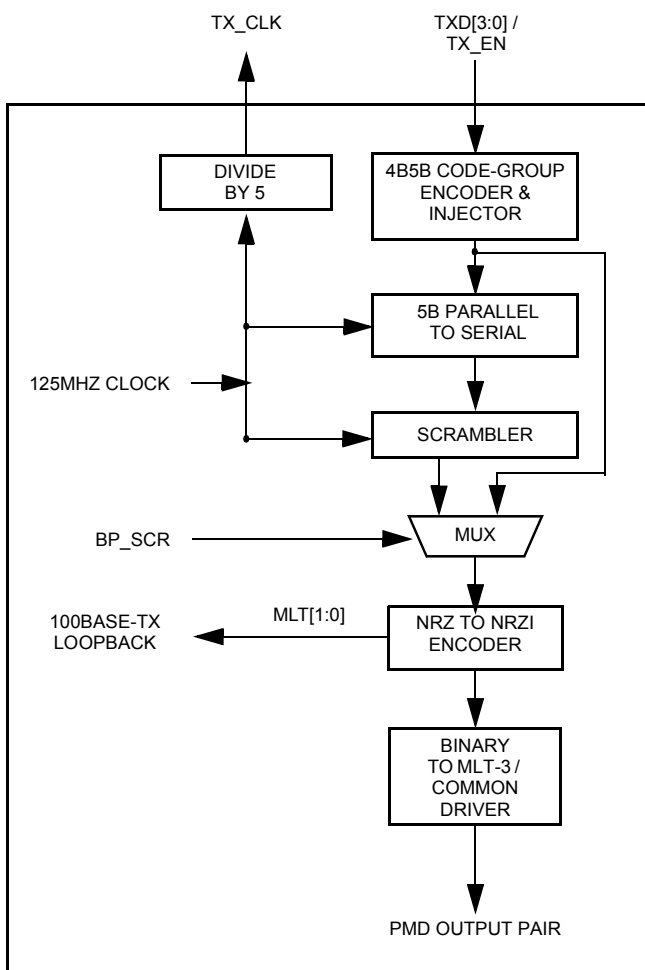 TX_CLK
TXD[3:0] /
TX_EN
DIVIDE
BY 5
4B5B CODE-GROUP
ENCODER &
INJECTOR
5B PARALLEL
TO SERIAL
125MHZ CLOCK
SCRAMBLER
BP_SCR
MUX
100BASE-TX
LOOPBACK
MLT[1:0]
NRZ TO NRZI
ENCODER
BINARY
TO MLT-3 /
COMMON
DRIVER
PMD OUTPUT PAIR